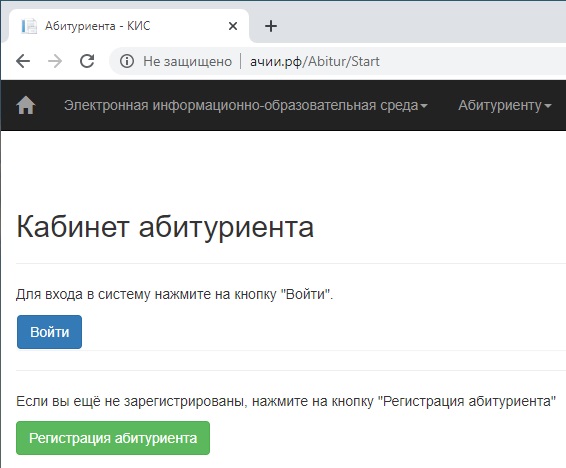 Абитуриента - КИС
Не защищено | ачии.рф/Abitur/Start
Электронная информационно-образовательная среда Абитуриенту
Кабинет абитуриента
Для входа в систему нажмите на кнопку "Войти".
Войти
Если вы ещё не зарегистрированы, нажмите на кнопку "Регистрация абитуриента"
Регистрация абитуриента